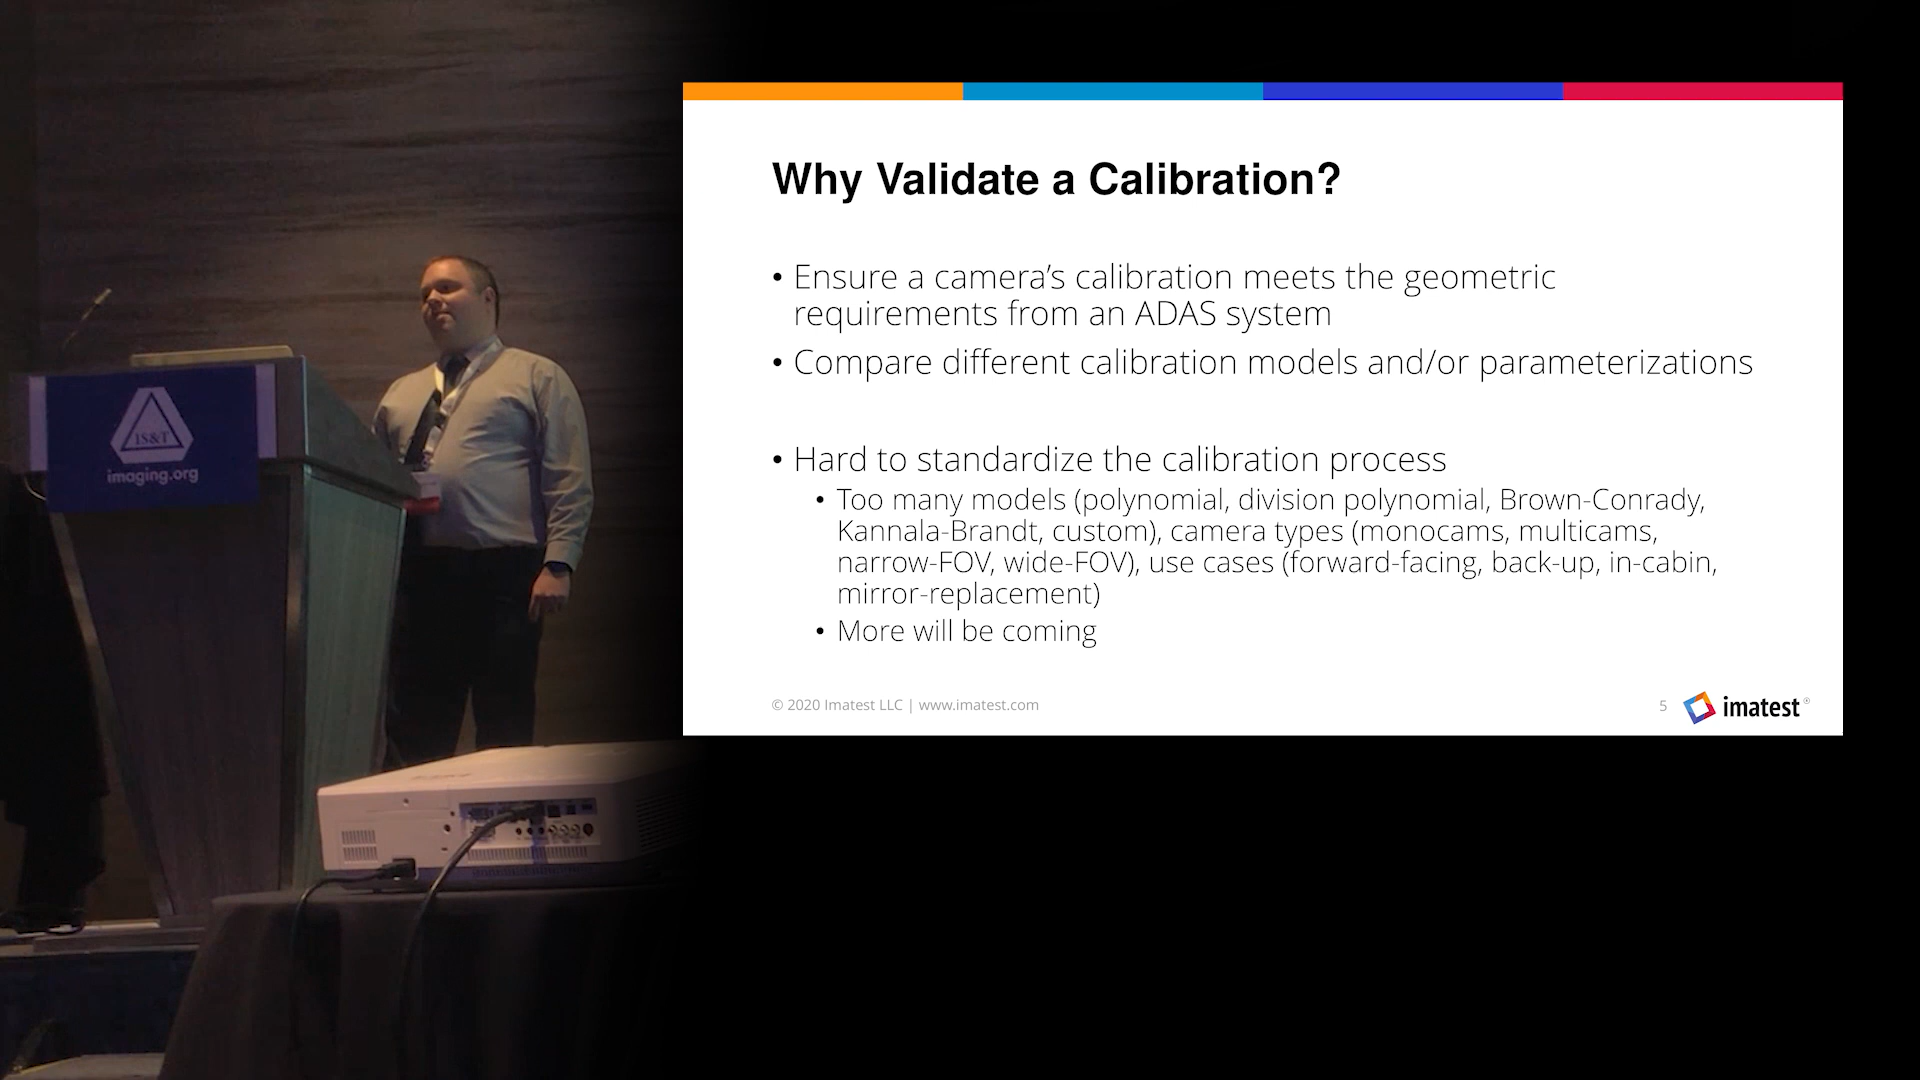 Why Validate a Calibration?
• Ensure a camera’s calibration meets the geometric
requirements from an ADAS system
• Compare different calibration models and/or parameterizations
• Hard to standardize the calibration process
• Too many models (polynomial, division polynomial, Brown-Conrady,
Kannala-Brandt, custom), camera types (monocams, multicams,
narrow-FOV, wide-FOV), use cases (forward-facing, back-up, in-cabin,
mirror-replacement)
• More will be coming
© 2020 Imatest LLC | www.imatest.com
5
imatest®
IS&T
imaging.org